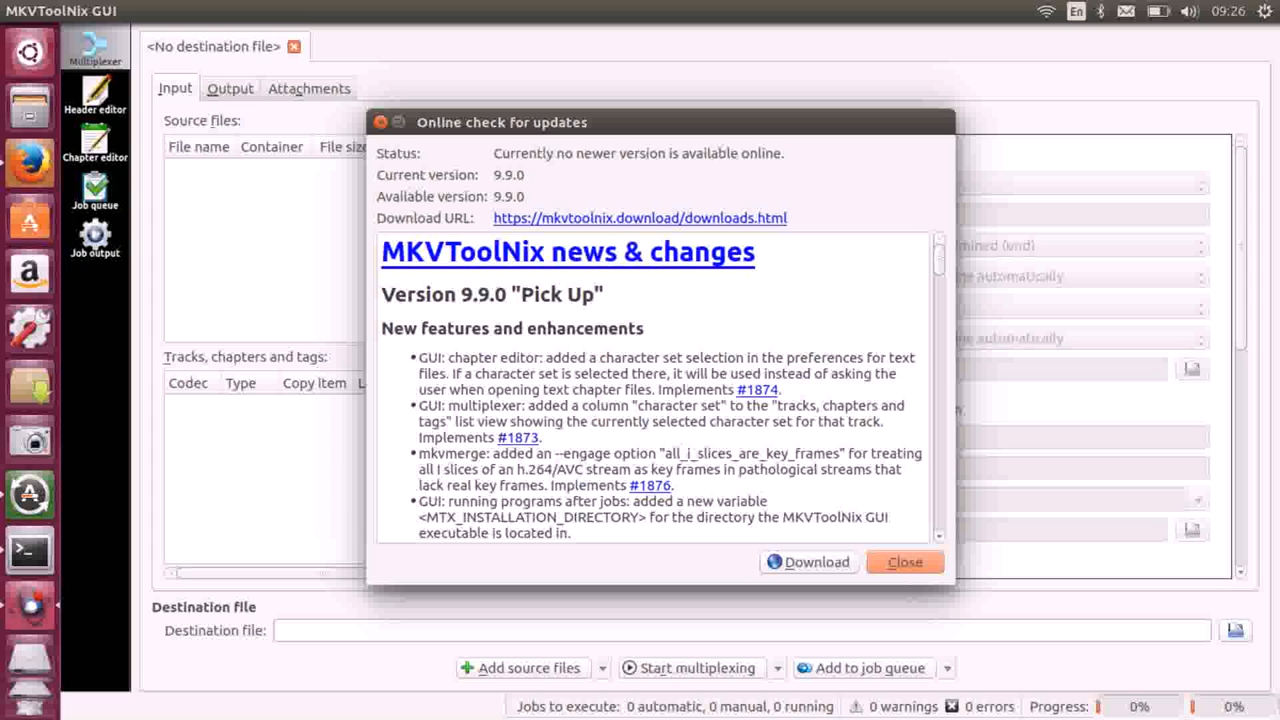 MKVToolNix GUI
En
09:26
<No destination file>
Multiplexer
Header editor
Chapter editor
Job queue
Job output
Input Output Attachments
Source files:
File name Container File size
Online check for updates
Status: Currently no newer version is available online.
Current version: 9.9.0
Available version: 9.9.0
Download URL: https://mkvtoolnix.download/downloads.html
MKVToolNix news & changes
Version 9.9.0 "Pick Up"
New features and enhancements
• GUI: chapter editor: added a character set selection in the preferences for text
files. If a character set is selected there, it will be used instead of asking the
user when opening text chapter files. Implements #1874.
• GUI: multiplexer: added a column "character set" to the "tracks, chapters and
tags" list view showing the currently selected character set for that track.
Implements #1873.
• mkvmerge: added an --engage option "all_i_slices_are_key_frames" for treating
all I slices of an h.264/AVC stream as key frames in pathological streams that
lack real key frames. Implements #1876.
• GUI: running programs after jobs: added a new variable
<MTX_INSTALLATION_DIRECTORY> for the directory the MKVToolNix GUI
executable is located in.
Download Close
mined (und)
ne automatically
ne automatically
Tracks, chapters and tags:
Codec Type Copy item L
Destination file
Destination file:
Add source files Start multiplexing Add to job queue
Jobs to execute: 0 automatic, 0 manual, 0 running 0 warnings 0 errors Progress: 0% 0%